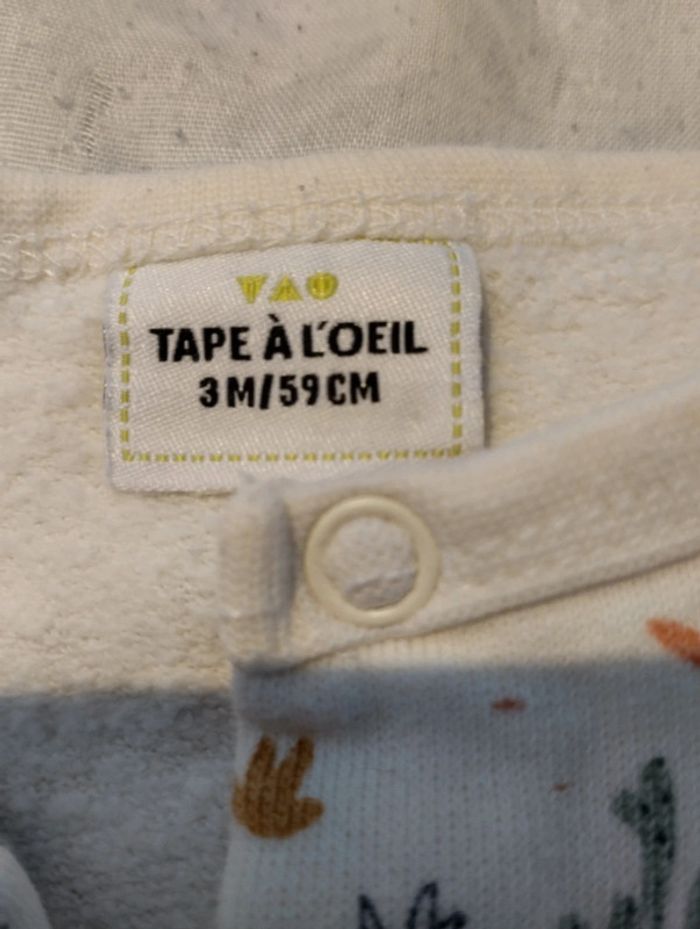 TAO
TAPE À L'OEIL
3M/59CM